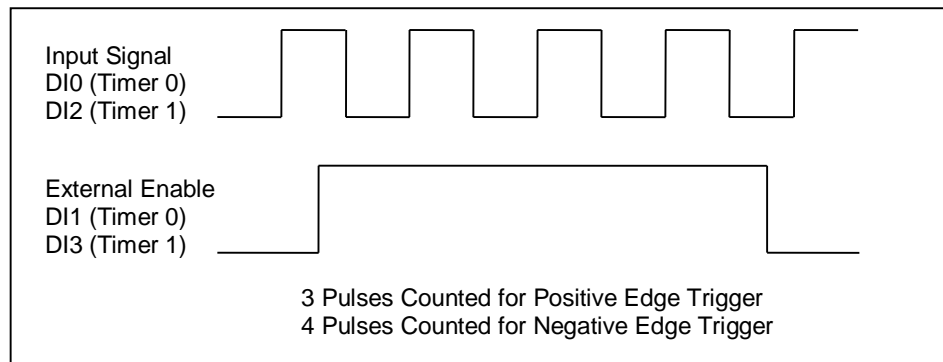 Input Signal
DI0 (Timer 0)
DI2 (Timer 1)
External Enable
DI1 (Timer 0)
DI3 (Timer 1)
3 Pulses Counted for Positive Edge Trigger
4 Pulses Counted for Negative Edge Trigger